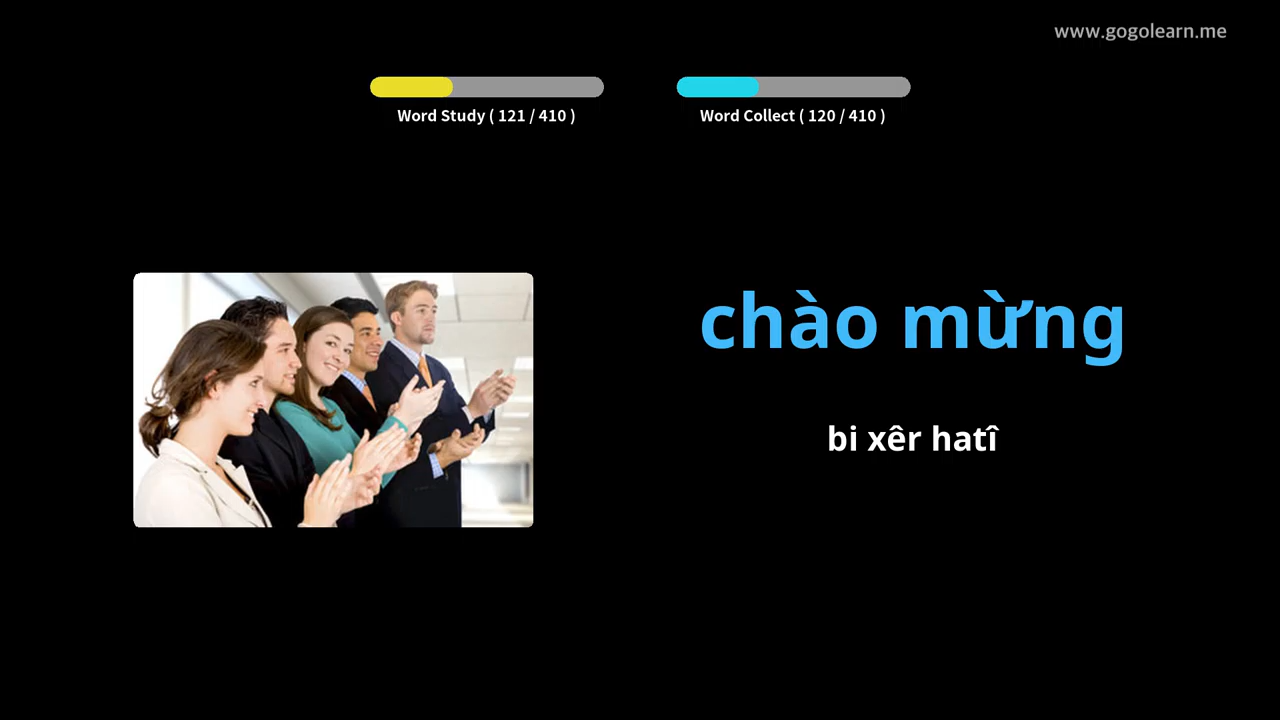 www.gogolearn.me
Word Study ( 121 / 410 )
Word Collect ( 120 / 410 )
chào mừng
bi xêr hatî